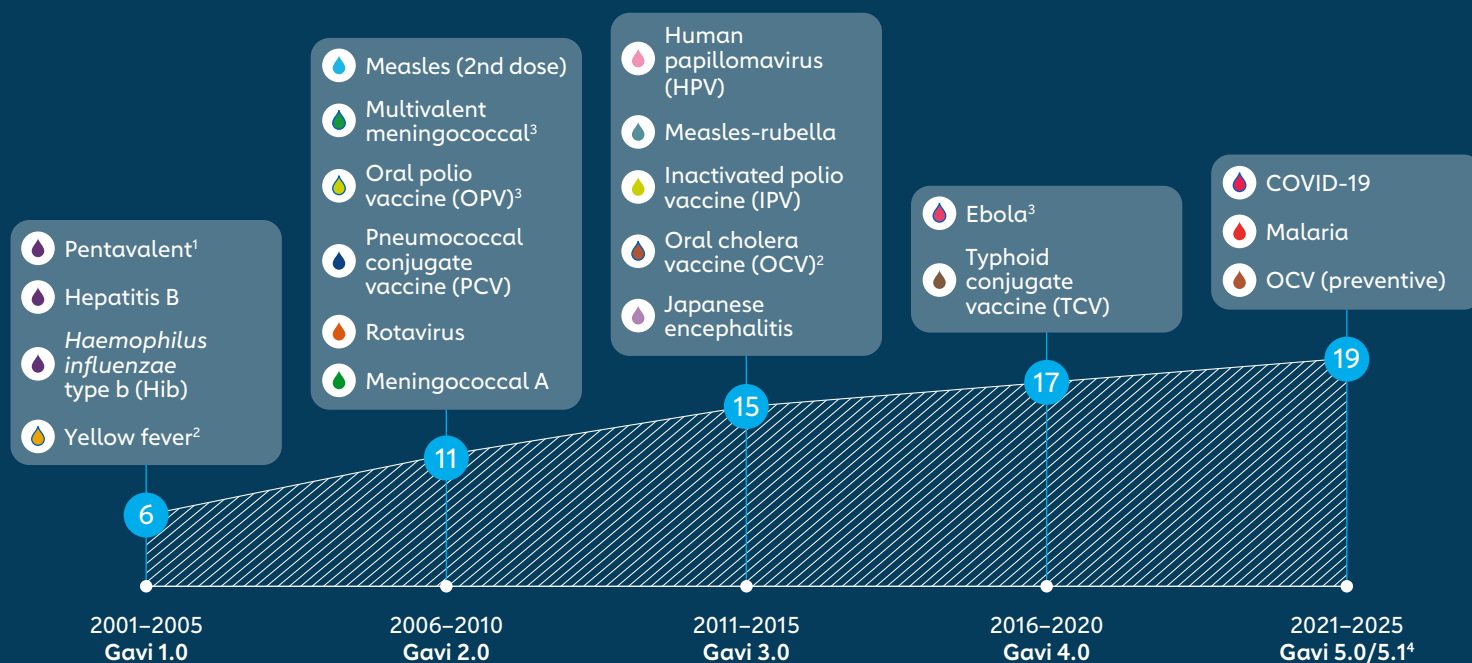 Pentavalent¹
Hepatitis B
Haemophilus
influenzae
type b (Hib)
Yellow fever²
6
2001–2005
Gavi 1.0
Measles (2nd dose)
Multivalent
meningococcal³
Oral polio
vaccine (OPV)³
Pneumococcal
conjugate
vaccine (PCV)
Rotavirus
Meningococcal A
11
2006–2010
Gavi 2.0
Human
papillomavirus
(HPV)
Measles-rubella
Inactivated polio
vaccine (IPV)
Oral cholera
vaccine (OCV)²
Japanese
encephalitis
15
2011–2015
Gavi 3.0
Ebola³
Typhoid
conjugate
vaccine (TCV)
17
2016–2020
Gavi 4.0
COVID-19
Malaria
OCV (preventive)
19
2021–2025
Gavi 5.0/5.1⁴